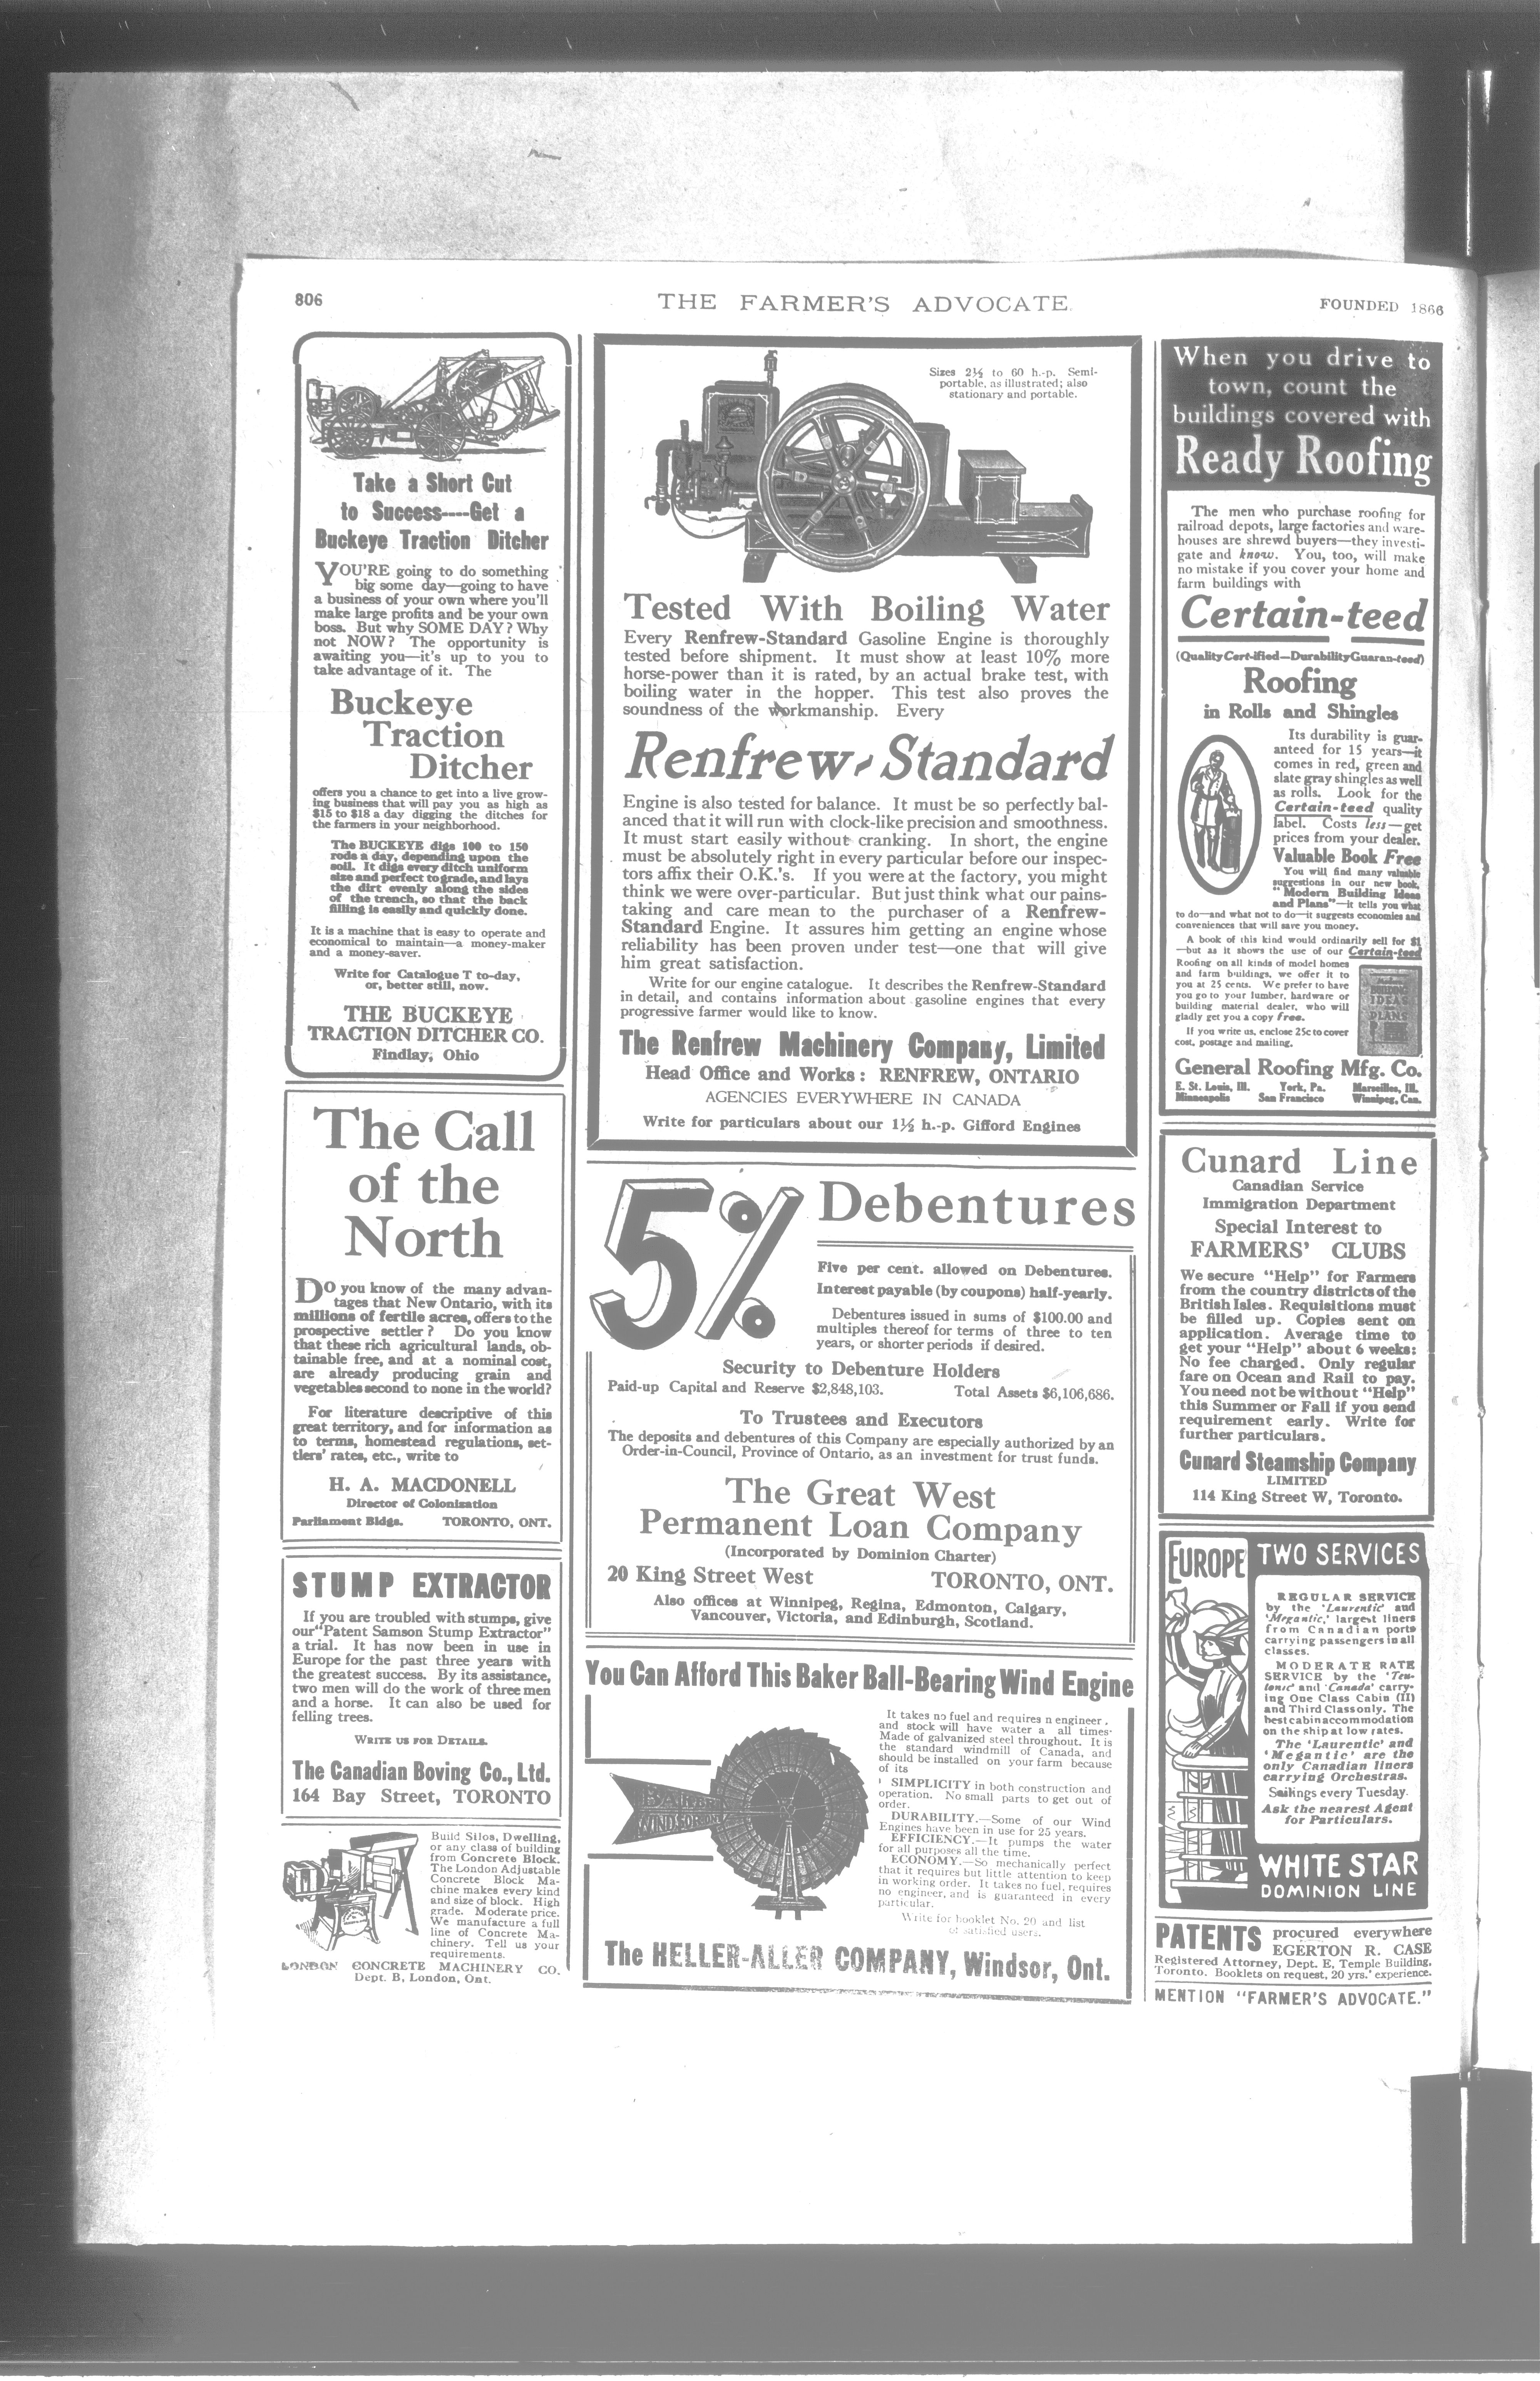 806
THE FARMER'S ADVOCATE
FOUNDED 1866
Take a Short Cut
to Success----Get a
Buckeye Traction Ditcher
YOU'RE going to do something
big some day—going to have
a business of your own where you'll
make large profits and be your own
boss. But why SOME DAY? Why
not NOW? The opportunity is
awaiting you—it's up to you to
take advantage of it. The
Buckeye
Traction
Ditcher
offers you a chance to get into a live grow-
ing business that will pay you as high as
$15 to $18 a day digging the ditches for
the farmers in your neighborhood.
The BUCKEYE digs 100 to 150
rods a day, depending upon the
soil. It digs every ditch uniform
size and perfect to grade, and lays
the dirt evenly along the sides
of the trench, so that the back
filling is easily and quickly done.
It is a machine that is easy to operate and
economical to maintain—a money-maker
and a money-saver.
Write for Catalogue T to-day,
or, better still, now.
THE BUCKEYE
TRACTION DITCHER CO.
Findlay, Ohio
The Call
of the
North
DO you know of the many advan-
tages that New Ontario, with its
millions of fertile acres, offers to the
prospective settler? Do you know
that these rich agricultural lands, ob-
tainable free, and at a nominal cost,
are already producing grain and
vegetables second to none in the world?
For literature descriptive of this
great territory, and for information as
to terms, homestead regulations, set-
tlers' rates, etc., write to
H. A. MACDONELL
Director of Colonization
Parliament Bldgs. TORONTO, ONT.
STUMP EXTRACTOR
If you are troubled with stumps, give
our "Patent Samson Stump Extractor"
a trial. It has now been in use in
Europe for the past three years with
the greatest success. By its assistance,
two men will do the work of three men
and a horse. It can also be used for
felling trees.
WRITE US FOR DETAILS.
The Canadian Boving Co., Ltd.
164 Bay Street, TORONTO
Build Silos, Dwelling,
or any class of building
from Concrete Block.
The London Adjustable
Concrete Block Ma-
chine makes every kind
and size of block. High
grade. Moderate price.
We manufacture a full
line of Concrete Ma-
chinery. Tell us your
requirements.
LONDON CONCRETE MACHINERY CO.
Dept. B, London, Ont.
Sizes 2½ to 60 h.-p. Semi-
portable, as illustrated; also
stationary and portable.
Tested With Boiling Water
Every Renfrew-Standard Gasoline Engine is thoroughly
tested before shipment. It must show at least 10% more
horse-power than it is rated, by an actual brake test, with
boiling water in the hopper. This test also proves the
soundness of the workmanship. Every
Renfrew-Standard
Engine is also tested for balance. It must be so perfectly bal-
anced that it will run with clock-like precision and smoothness.
It must start easily without cranking. In short, the engine
must be absolutely right in every particular before our inspec-
tors affix their O.K.'s. If you were at the factory, you might
think we were over-particular. But just think what our pains-
taking and care mean to the purchaser of a Renfrew-
Standard Engine. It assures him getting an engine whose
reliability has been proven under test—one that will give
him great satisfaction.
Write for our engine catalogue. It describes the Renfrew-Standard
in detail, and contains information about gasoline engines that every
progressive farmer would like to know.
The Renfrew Machinery Company, Limited
Head Office and Works: RENFREW, ONTARIO
AGENCIES EVERYWHERE IN CANADA
Write for particulars about our 1½ h.-p. Gifford Engines
5% Debentures
Five per cent. allowed on Debentures.
Interest payable (by coupons) half-yearly.
Debentures issued in sums of $100.00 and
multiples thereof for terms of three to ten
years, or shorter periods if desired.
Security to Debenture Holders
Paid-up Capital and Reserve $2,848,103. Total Assets $6,106,686.
To Trustees and Executors
The deposits and debentures of this Company are especially authorized by an
Order-in-Council, Province of Ontario, as an investment for trust funds.
The Great West
Permanent Loan Company
(Incorporated by Dominion Charter)
20 King Street West TORONTO, ONT.
Also offices at Winnipeg, Regina, Edmonton, Calgary,
Vancouver, Victoria, and Edinburgh, Scotland.
You Can Afford This Baker Ball-Bearing Wind Engine
BAKER
WINDSOR
It takes no fuel and requires n engineer.
and stock will have water a all times.
Made of galvanized steel throughout. It is
the standard windmill of Canada, and
should be installed on your farm because
of its
SIMPLICITY in both construction and
operation. No small parts to get out of
order.
DURABILITY.—Some of our Wind
Engines have been in use for 25 years.
EFFICIENCY.—It pumps the water
for all purposes all the time.
ECONOMY.—So mechanically perfect
that it requires but little attention to keep
in working order. It takes no fuel, requires
no engineer, and is guaranteed in every
particular.
Write for booklet No. 20 and list
of satisfied users.
The HELLER-ALLER COMPANY, Windsor, Ont.
When you drive to
town, count the
buildings covered with
Ready Roofing
The men who purchase roofing for
railroad depots, large factories and ware-
houses are shrewd buyers—they investi-
gate and know. You, too, will make
no mistake if you cover your home and
farm buildings with
Certain-teed
(Quality Cert-ified—Durability Guaran-teed)
Roofing
in Rolls and Shingles
Its durability is guar-
anteed for 15 years—it
comes in red, green and
slate gray shingles as well
as rolls. Look for the
Certain-teed quality
label. Costs less—get
prices from your dealer.
Valuable Book Free
You will find many valuable
suggestions in our new book,
"Modern Building Ideas
and Plans"—it tells you what
to do—and what not to do—it suggests economies and
conveniences that will save you money.
A book of this kind would ordinarily sell for $1
—but as it shows the use of our Certain-teed
Roofing on all kinds of model homes
and farm buildings, we offer it to
you at 25 cents. We prefer to have
you go to your lumber, hardware or
building material dealer, who will
gladly get you a copy free.
If you write us, enclose 25c to cover
cost, postage and mailing.
BUILDING
IDEAS
PLANS
General Roofing Mfg. Co.
E. St. Louis, Ill. York, Pa. Marseilles, Ill.
Minneapolis San Francisco Winnipeg, Can.
Cunard Line
Canadian Service
Immigration Department
Special Interest to
FARMERS' CLUBS
We secure "Help" for Farmers
from the country districts of the
British Isles. Requisitions must
be filled up. Copies sent on
application. Average time to
get your "Help" about 6 weeks:
No fee charged. Only regular
fare on Ocean and Rail to pay.
You need not be without "Help"
this Summer or Fall if you send
requirement early. Write for
further particulars.
Cunard Steamship Company
LIMITED
114 King Street W, Toronto.
EUROPE TWO SERVICES
REGULAR SERVICE
by the 'Laurentic' and
'Megantic,' largest liners
from Canadian ports
carrying passengers in all
classes.
MODERATE RATE
SERVICE by the 'Teu-
tonic' and 'Canada' carry-
ing One Class Cabin (II)
and Third Class only. The
best cabin accommodation
on the ship at low rates.
The 'Laurentic' and
'Megantic' are the
only Canadian liners
carrying Orchestras.
Sailings every Tuesday.
Ask the nearest Agent
for Particulars.
WHITE STAR
DOMINION LINE
PATENTS procured everywhere
EGERTON R. CASE
Registered Attorney, Dept. E, Temple Building,
Toronto. Booklets on request, 20 yrs.' experience.
MENTION "FARMER'S ADVOCATE."